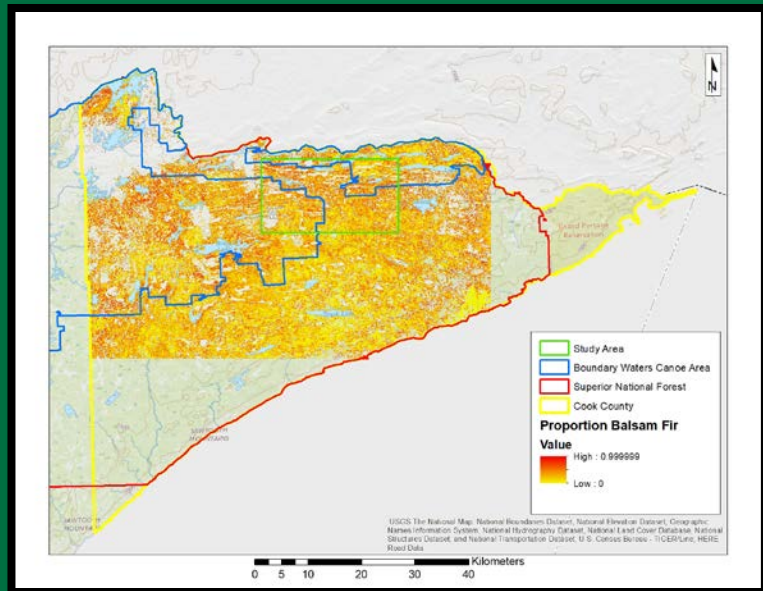 N
Grand Portage
Reservation
Study Area
Boundary Waters Canoe Area
Superior National Forest
Cook County
Proportion Balsam Fir
Value
High : 0.999999
Low : 0
SAWTOOTH
MOUNTAINS
USGS The National Map: National Boundaries Dataset, National Elevation Dataset, Geographic
Names Information System, National Hydrography Dataset, National Land Cover Database, National
Structures Dataset, and National Transportation Dataset; U.S. Census Bureau - TIGER/Line; HERE
Road Data
Kilometers
0 5 10 20 30 40